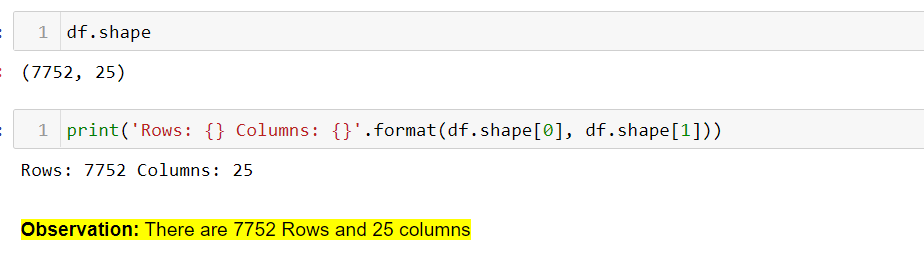 1 df.shape
(7752, 25)
1 print('Rows: {} Columns: {}'.format(df.shape[0], df.shape[1]))
Rows: 7752 Columns: 25
Observation: There are 7752 Rows and 25 columns